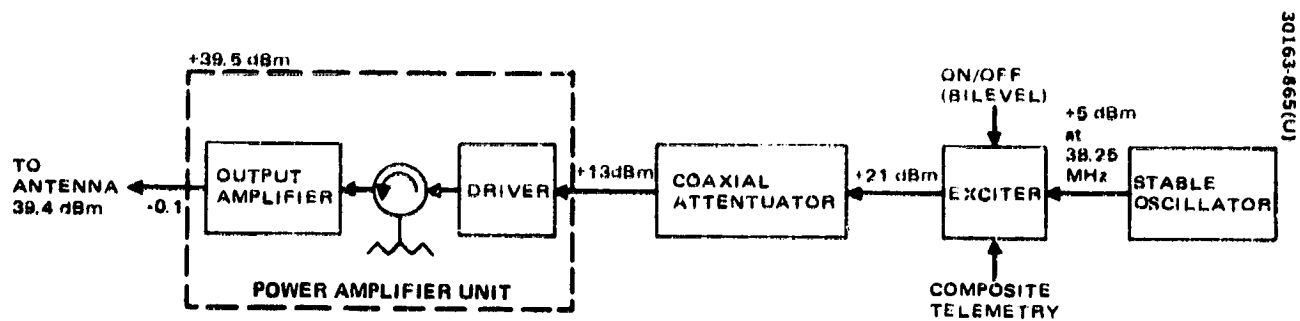 30163-865(U)
+39.5 dBm
ON/OFF
(BILEVEL)
+5 dBm
at
38.25
MHz
TO
ANTENNA
39.4 dBm
-0.1
OUTPUT
AMPLIFIER
DRIVER
+13dBm
COAXIAL
ATTENTUATOR
+21 dBm
EXCITER
STABLE
OSCILLATOR
POWER AMPLIFIER UNIT
COMPOSITE
TELEMETRY